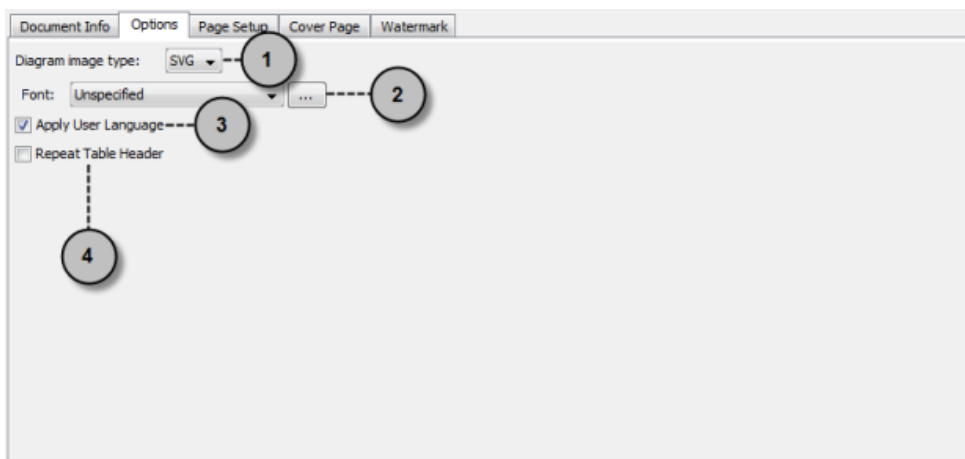 Document Info Options Page Setup Cover Page Watermark
Diagram image type: SVG 1
Font: Unspecified ... 2
Apply User Language 3
Repeat Table Header
4